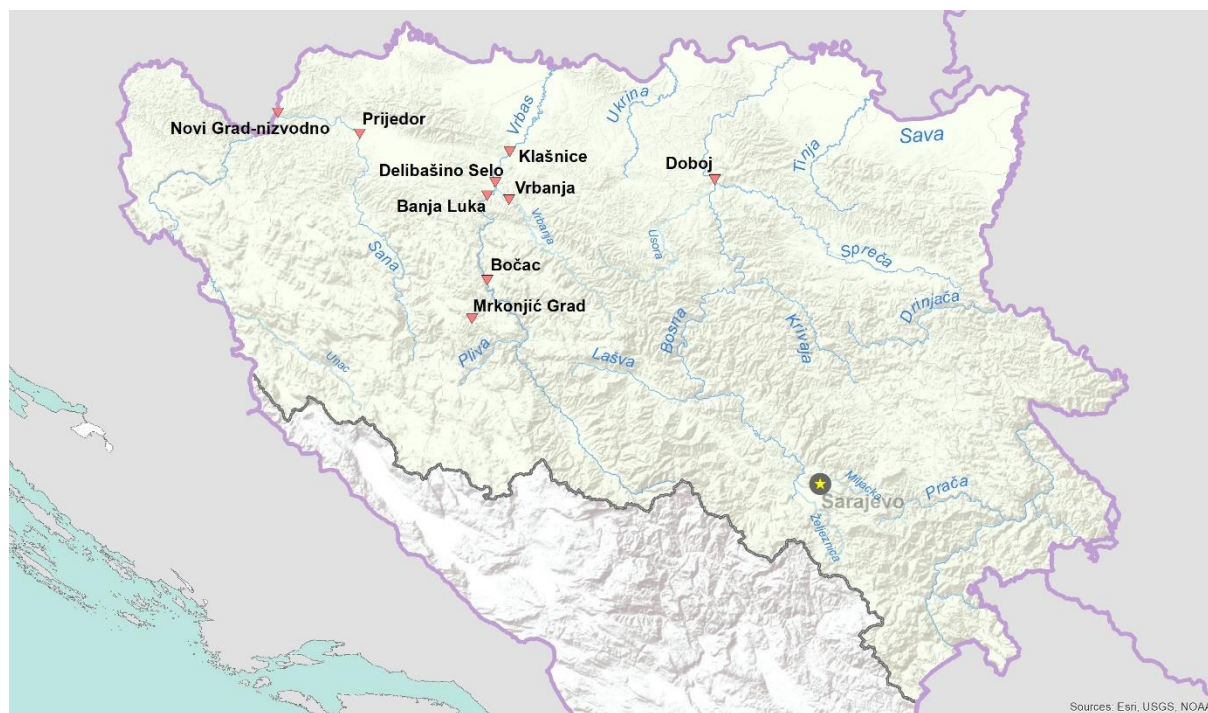 Vrbas
Ukrina
Novi Grad-nizvodno
Prijedor
Klašnice
Tinja
Sava
Delibašino Selo
Doboj
Vrbanja
Banja Luka
Vrbanja
Usora
Sana
Spreča
Bočac
Drinjača
Mrkonjić Grad
Bosna
Krivaja
Pliva
Lašva
Unac
Miljacka
Prača
Sarajevo
Željeznica
Sources: Esri, USGS, NOAA